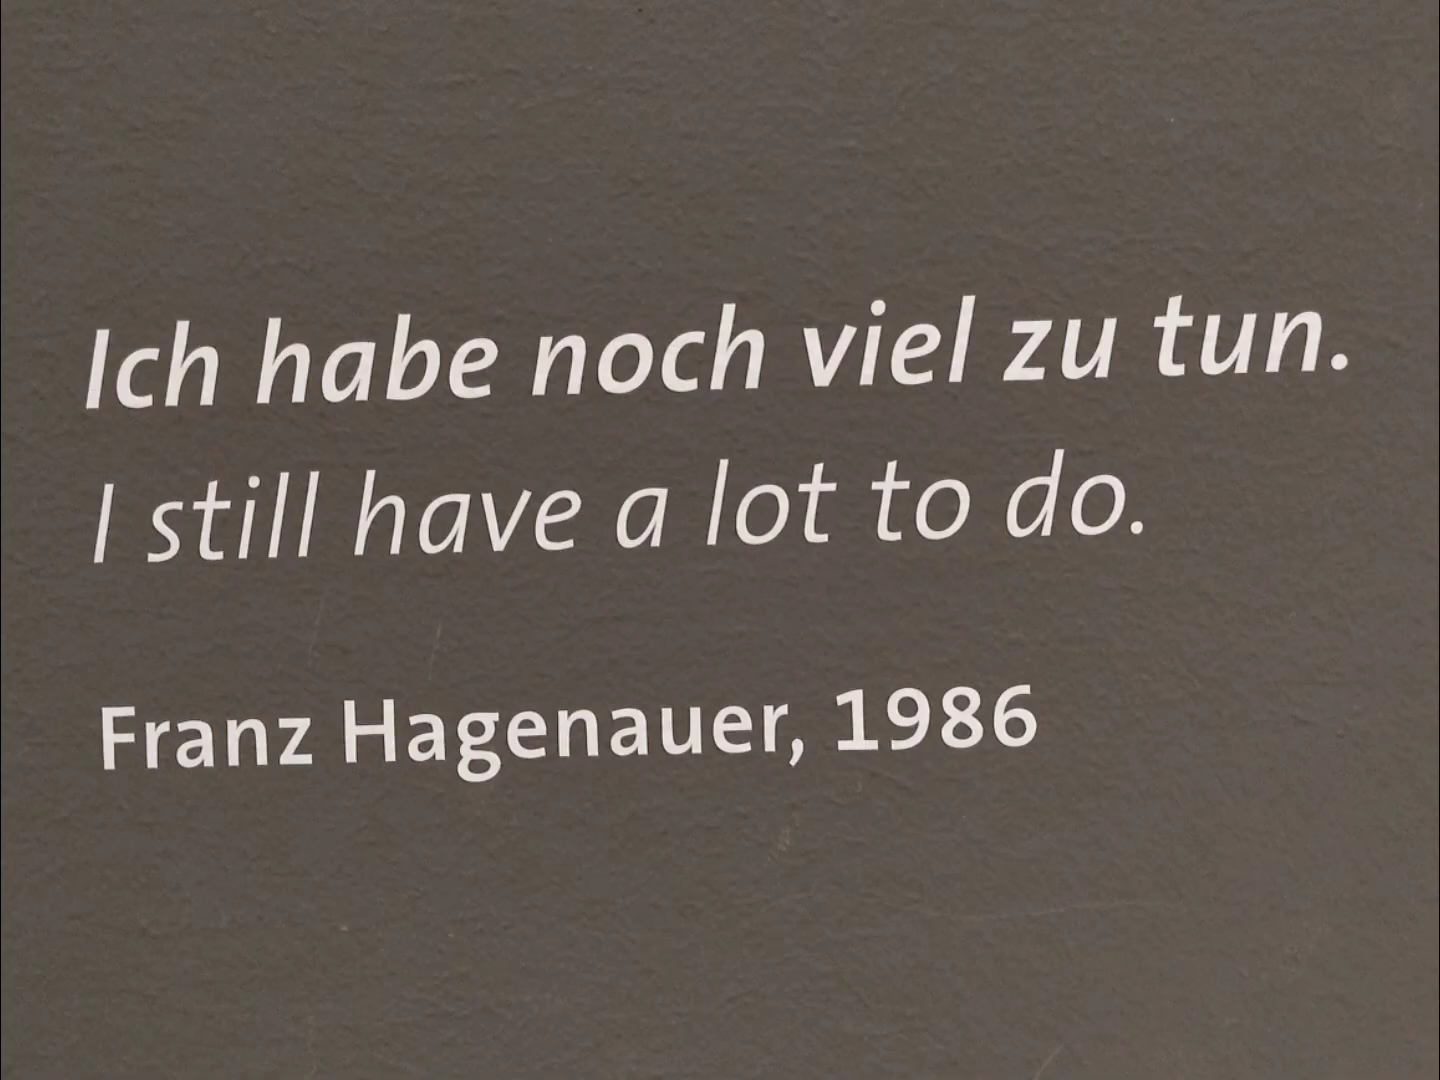 Ich habe noch viel zu tun.
I still have a lot to do.
Franz Hagenauer, 1986